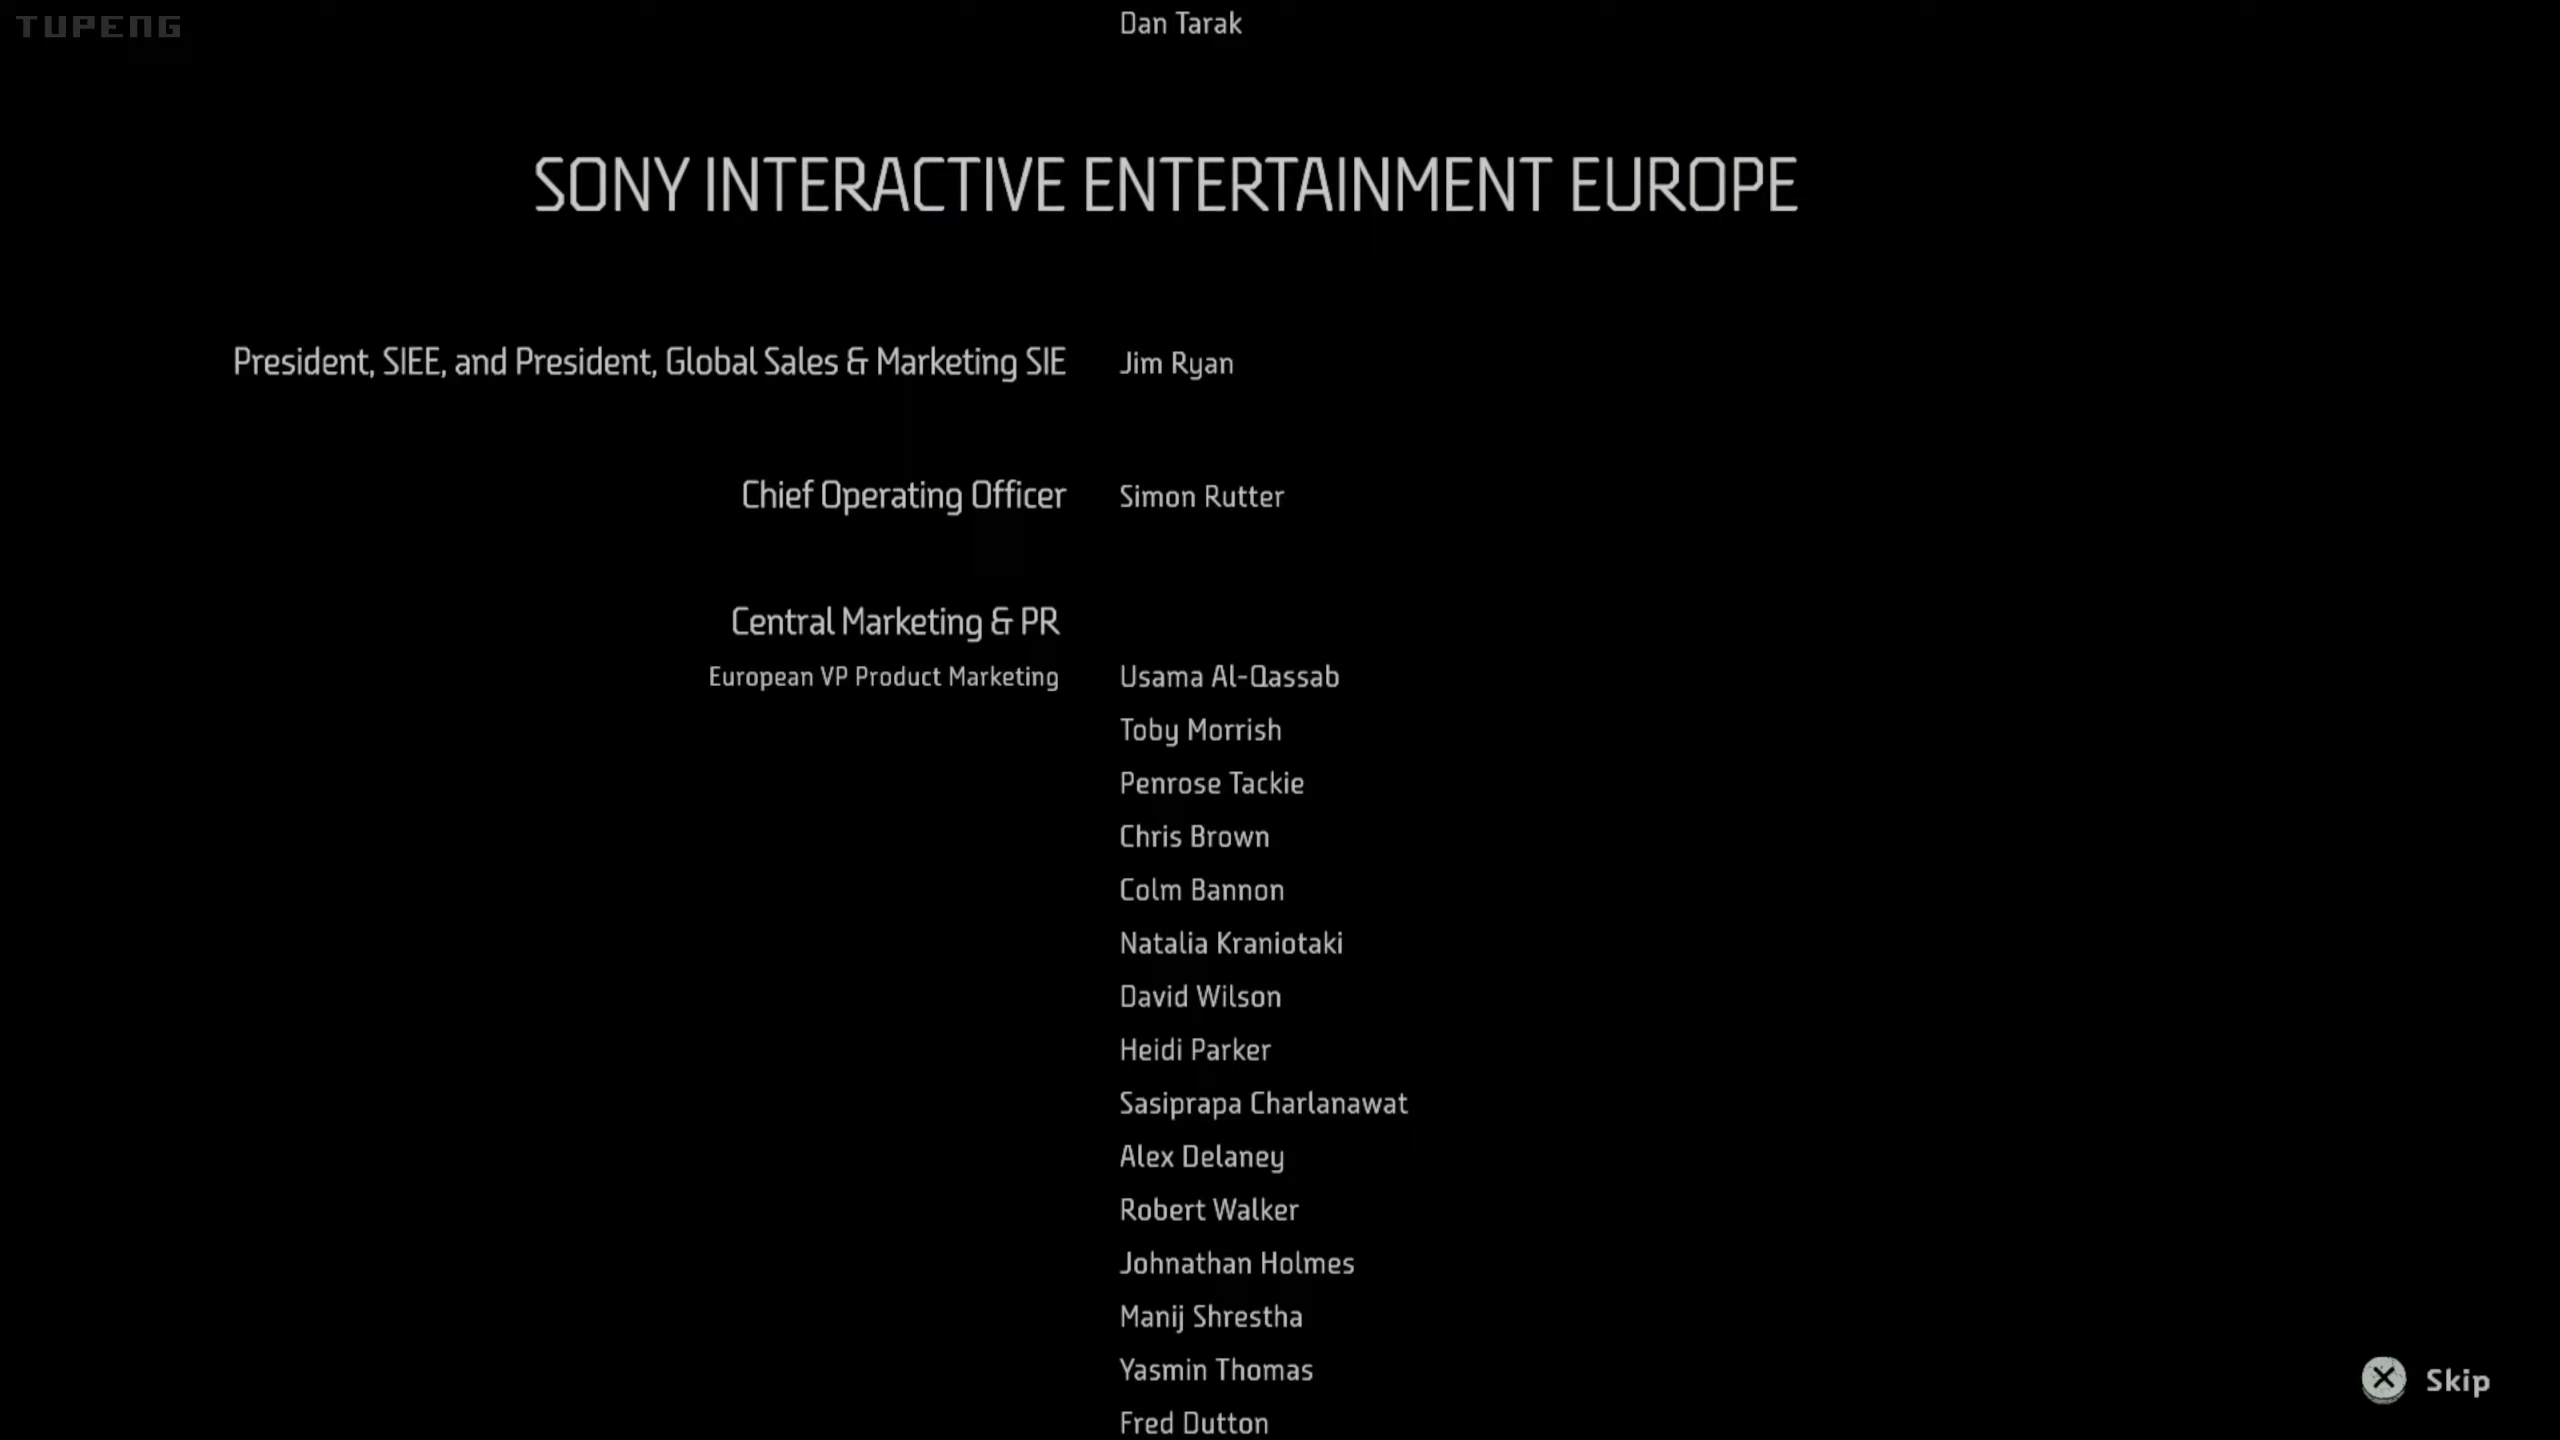 TUPENG
Dan Tarak
SONY INTERACTIVE ENTERTAINMENT EUROPE
President, SIEE, and President, Global Sales & Marketing SIE Jim Ryan
Chief Operating Officer Simon Rutter
Central Marketing & PR
European VP Product Marketing Usama Al-Qassab
Toby Morrish
Penrose Tackie
Chris Brown
Colm Bannon
Natalia Kraniotaki
David Wilson
Heidi Parker
Sasiprapa Charlanawat
Alex Delaney
Robert Walker
Johnathan Holmes
Manij Shrestha
Yasmin Thomas
Fred Dutton
Skip